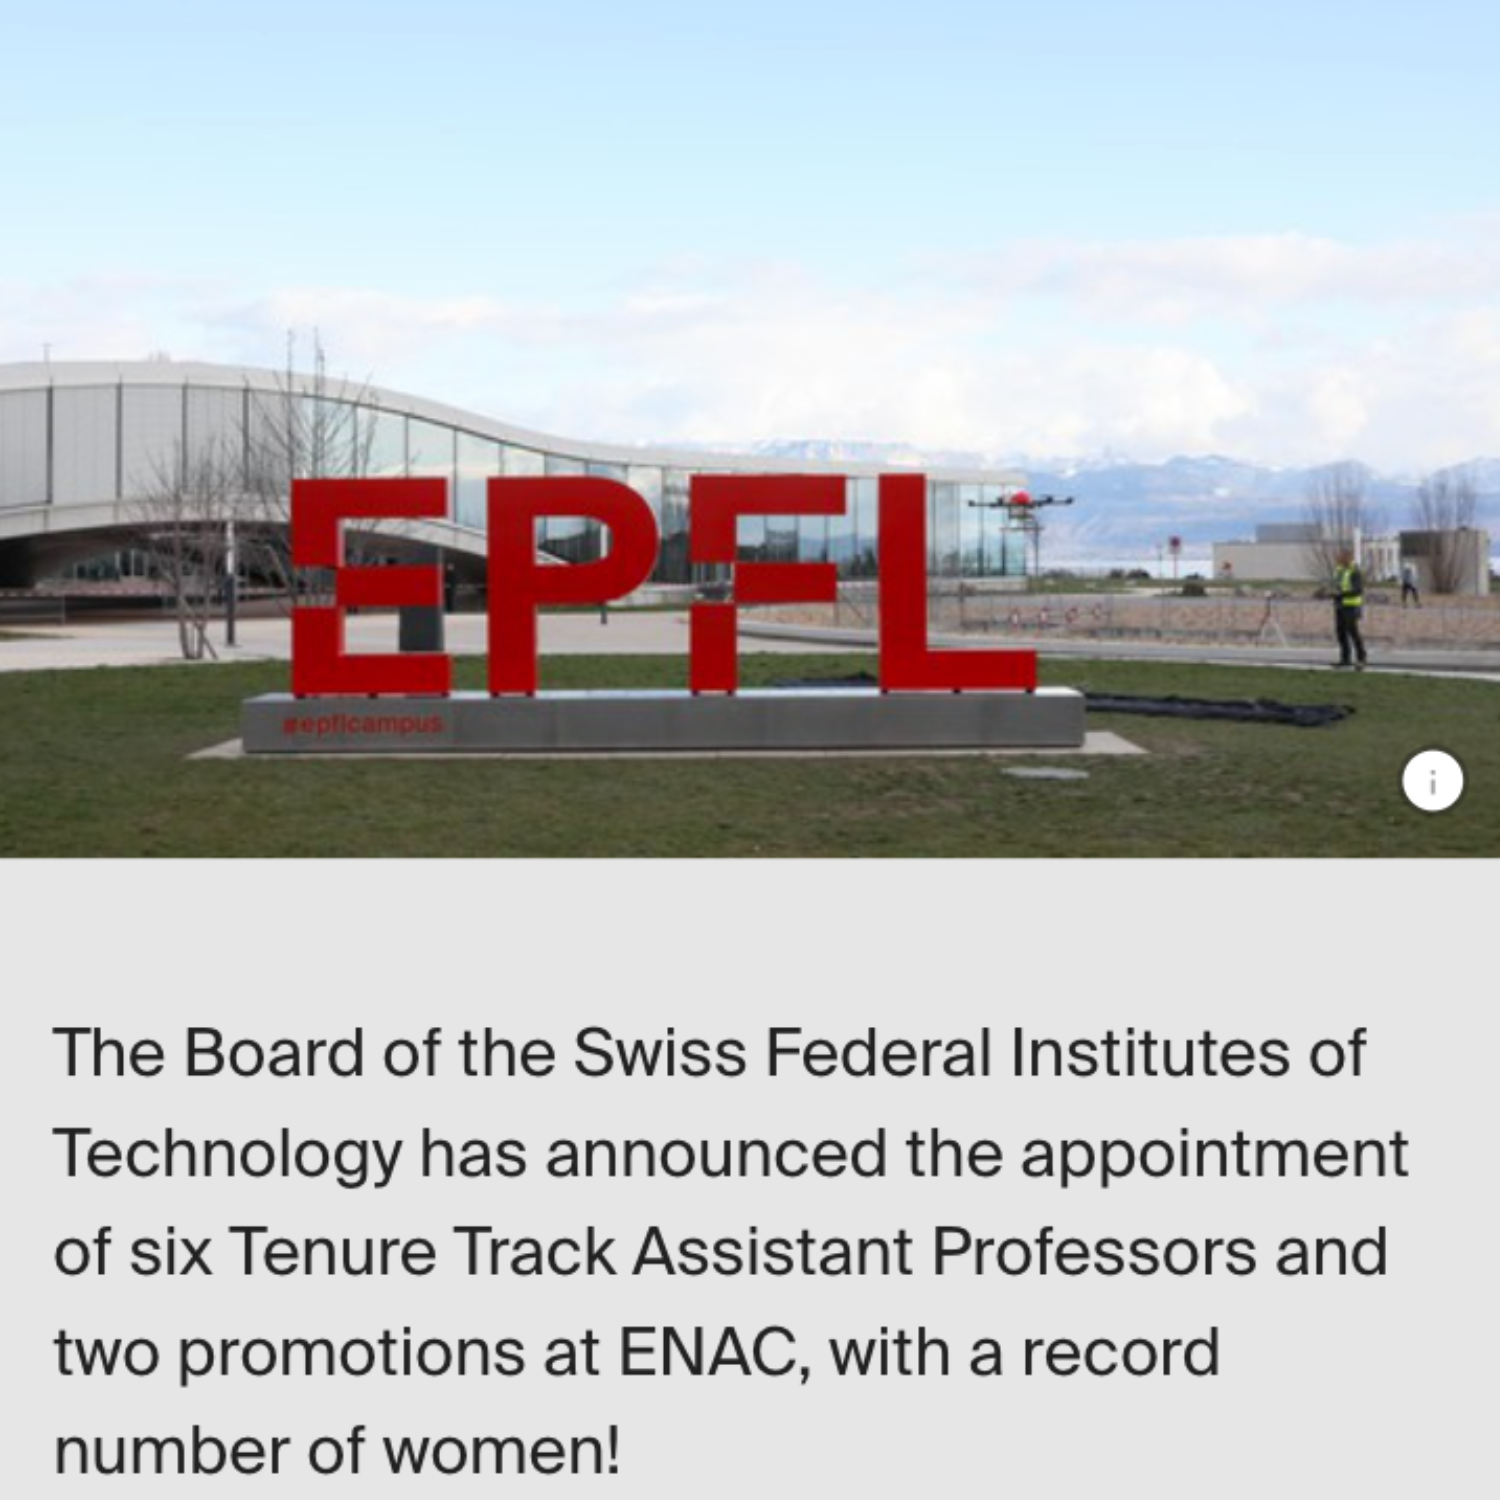 EPFL
#epflcampus
i
The Board of the Swiss Federal Institutes of
Technology has announced the appointment
of six Tenure Track Assistant Professors and
two promotions at ENAC, with a record
number of women!